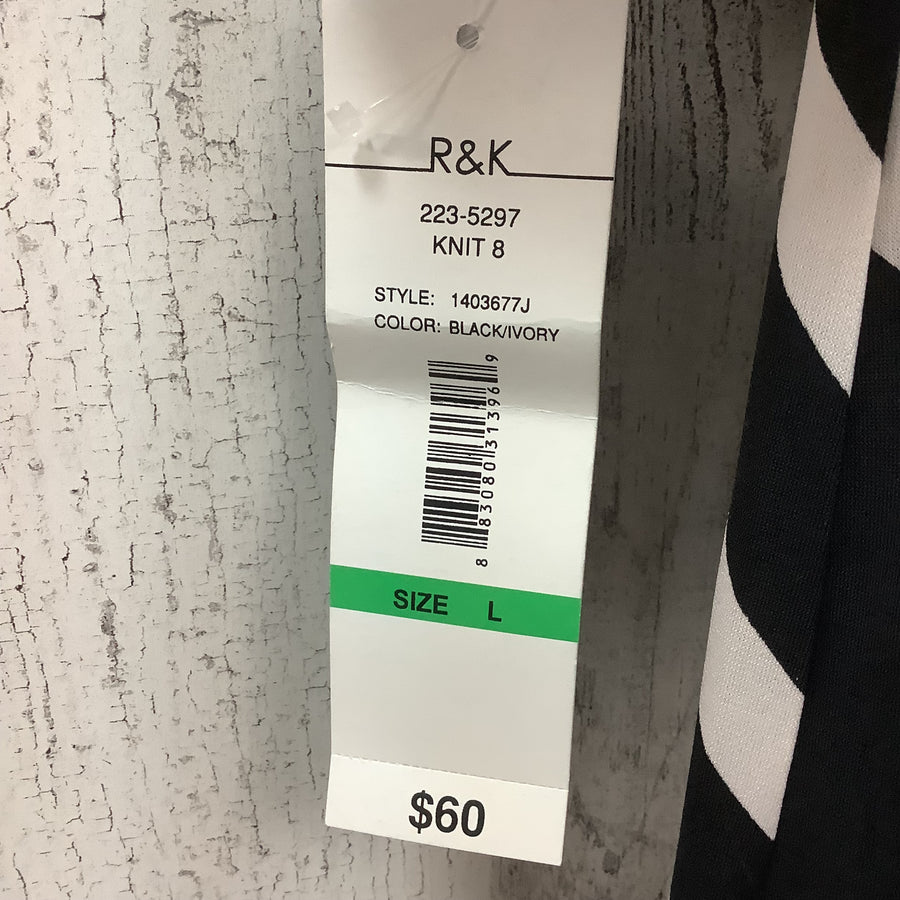 R&K
223-5297
KNIT 8
STYLE: 1403677J
COLOR: BLACK/IVORY
8 83080 31396 9
SIZE L
$60